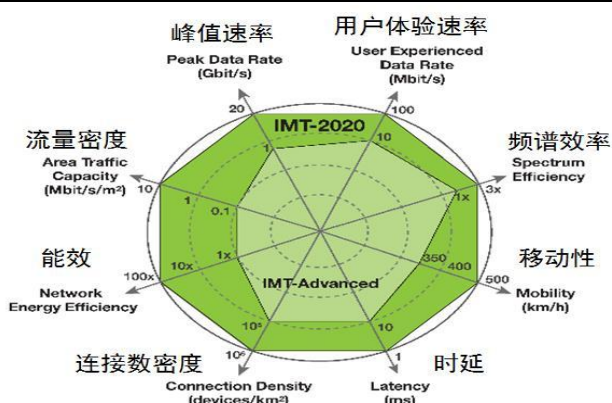 峰值速率
Peak Data Rate
(Gbit/s)
用户体验速率
User Experienced
Data Rate
(Mbit/s)
20
100
IMT-2020
1
10
流量密度
Area Traffic
Capacity
(Mbit/s/m²)
10
1
0.1
频谱效率
Spectrum
Efficiency
3x
1x
能效
Network
Energy Efficiency
100x
10x
1x
移动性
Mobility
(km/h)
350
400
500
IMT-Advanced
连接数密度
Connection Density
(devices/km²)
10⁵
10⁶
时延
Latency
(ms)
10
1